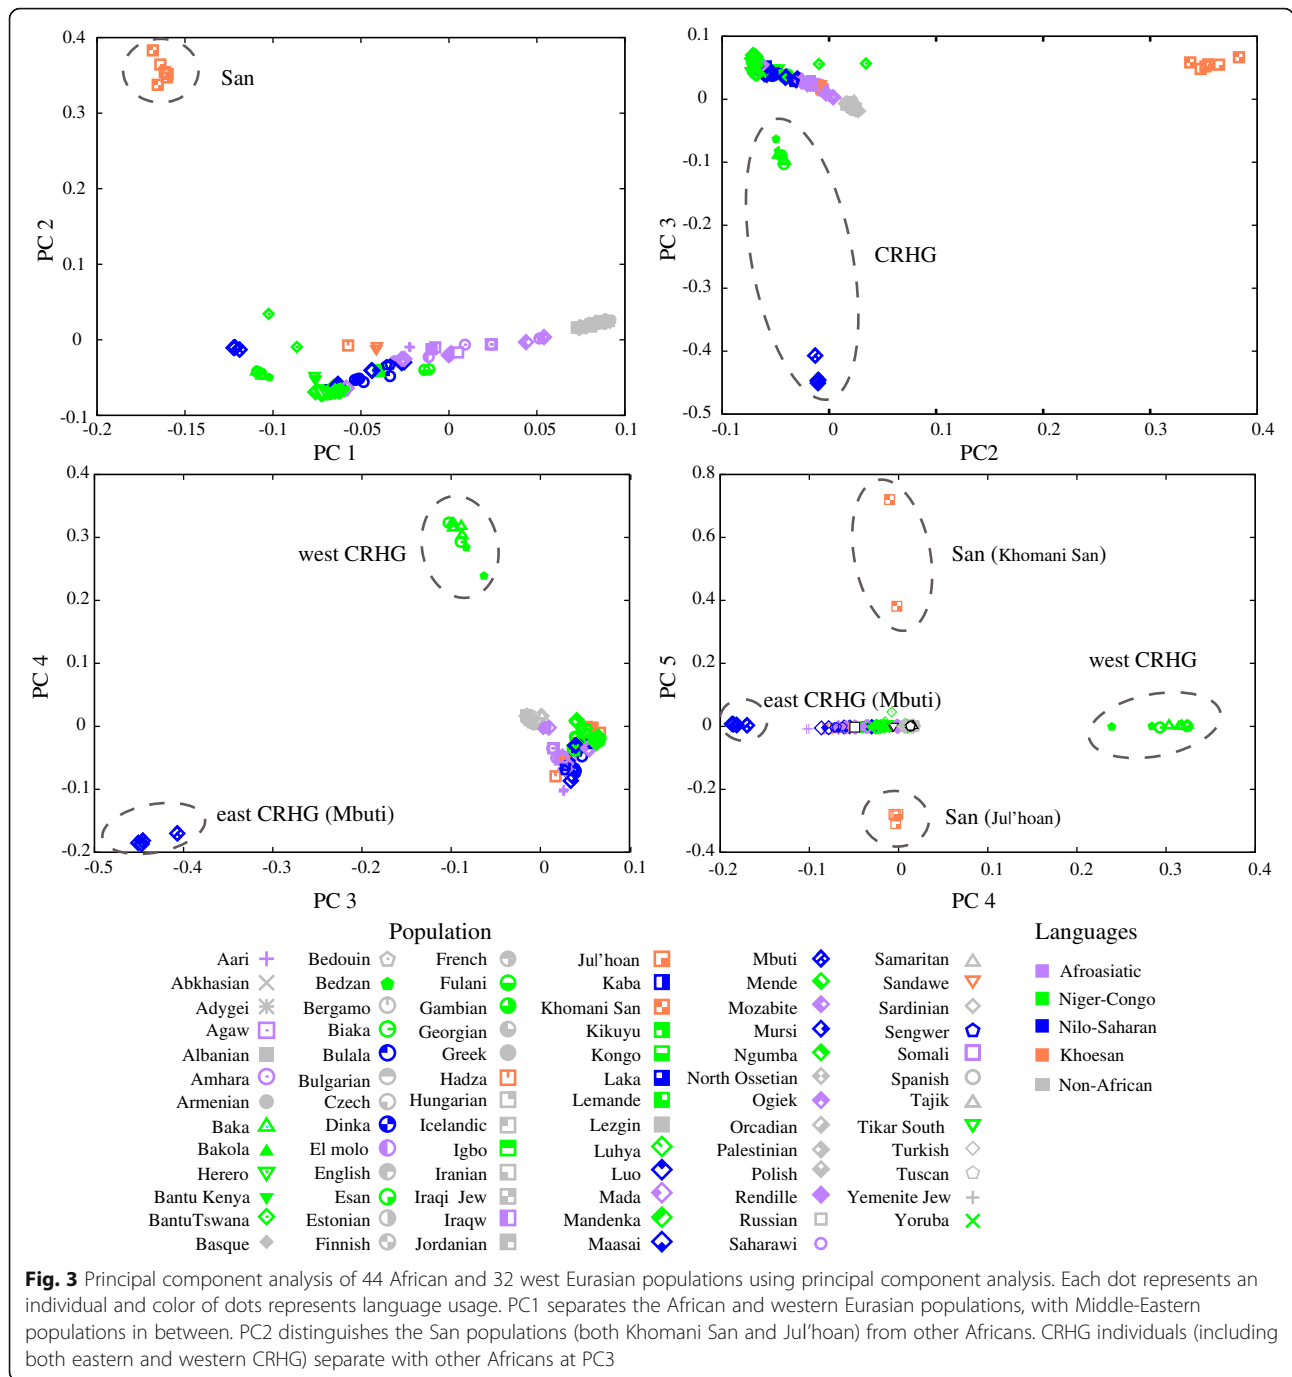 0.4
0.3
0.2
0.1
0
-0.1
-0.2
-0.15
-0.1
-0.05
0
0.05
0.1
PC 2
PC 1
San
0.1
0
-0.1
-0.2
-0.3
-0.4
-0.5
-0.1
0
0.1
0.2
0.3
0.4
PC 3
PC2
CRHG
0.4
0.3
0.2
0.1
0
-0.1
-0.2
-0.5
-0.4
-0.3
-0.2
-0.1
0
0.1
PC 4
PC 3
west CRHG
east CRHG (Mbuti)
0.8
0.6
0.4
0.2
0.0
-0.2
-0.4
-0.2
-0.1
0
0.1
0.2
0.3
0.4
PC 5
PC 4
San (Khomani San)
west CRHG
east CRHG (Mbuti)
San (Ju|'hoan)
Population
Aari
Abkhasian
Adygei
Agaw
Albanian
Amhara
Armenian
Baka
Bakola
Herero
Bantu Kenya
BantuTswana
Basque
Bedouin
Bedzan
Bergamo
Biaka
Bulala
Bulgarian
Czech
Dinka
El molo
English
Esan
Estonian
Finnish
French
Fulani
Gambian
Georgian
Greek
Hadza
Hungarian
Icelandic
Igbo
Iranian
Iraqi Jew
Iraqw
Jordanian
Ju|'hoan
Kaba
Khomani San
Kikuyu
Kongo
Laka
Lemande
Lezgin
Luhya
Luo
Mada
Mandenka
Maasai
Mbuti
Mende
Mozabite
Mursi
Ngumba
North Ossetian
Ogiek
Orcadian
Palestinian
Polish
Rendille
Russian
Saharawi
Samaritan
Sandawe
Sardinian
Sengwer
Somali
Spanish
Tajik
Tikar South
Turkish
Tuscan
Yemenite Jew
Yoruba
Languages
Afroasiatic
Niger-Congo
Nilo-Saharan
Khoesan
Non-African
Fig. 3 Principal component analysis of 44 African and 32 west Eurasian populations using principal component analysis. Each dot represents an
individual and color of dots represents language usage. PC1 separates the African and western Eurasian populations, with Middle-Eastern
populations in between. PC2 distinguishes the San populations (both Khomani San and Jul'hoan) from other Africans. CRHG individuals (including
both eastern and western CRHG) separate with other Africans at PC3